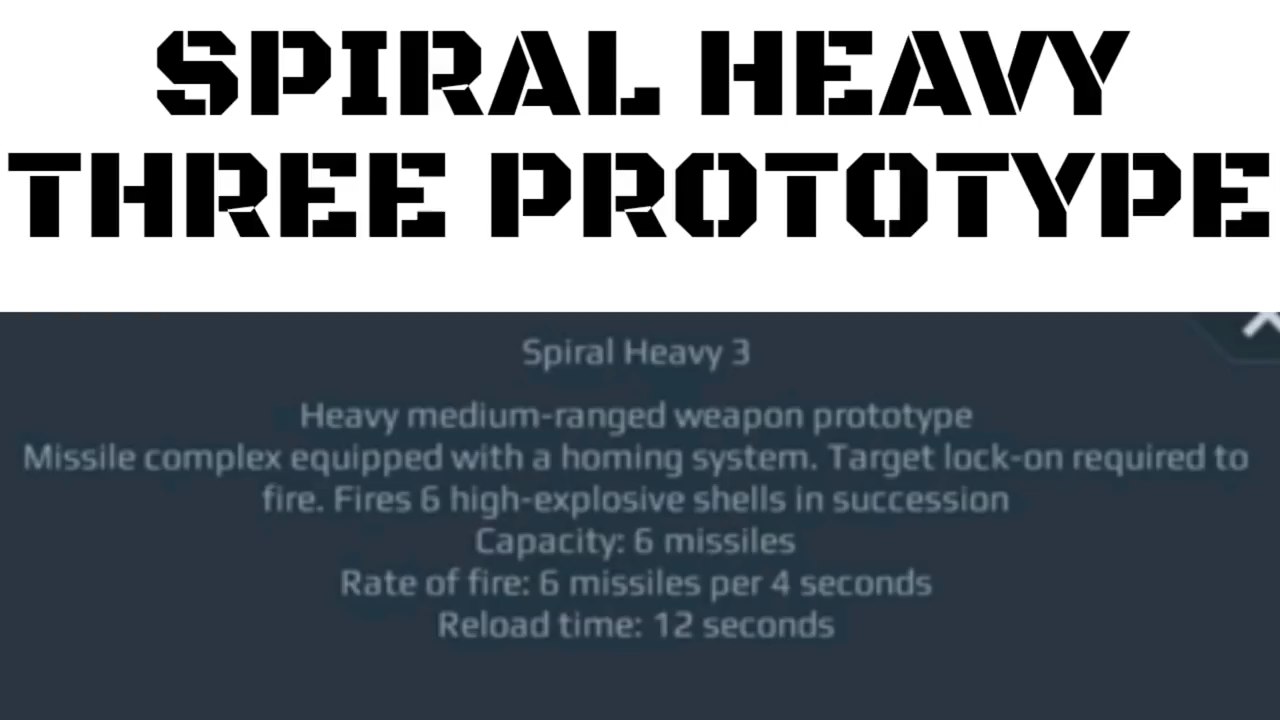 SPIRAL HEAVY
THREE PROTOTYPE
Spiral Heavy 3
Heavy medium-ranged weapon prototype
Missile complex equipped with a homing system. Target lock-on required to
fire. Fires 6 high-explosive shells in succession
Capacity: 6 missiles
Rate of fire: 6 missiles per 4 seconds
Reload time: 12 seconds